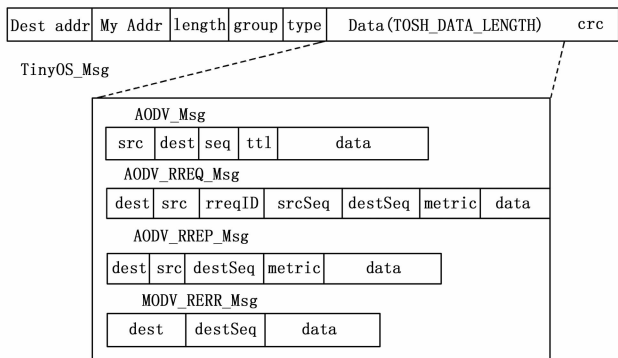 Dest addr My Addr length group type Data(TOSH_DATA_LENGTH) crc
TinyOS_Msg
AODV_Msg
src dest seq ttl data
AODV_RREQ_Msg
dest src rreqID srcSeq destSeq metric data
AODV_RREP_Msg
dest src destSeq metric data
MODV_RERR_Msg
dest destSeq data